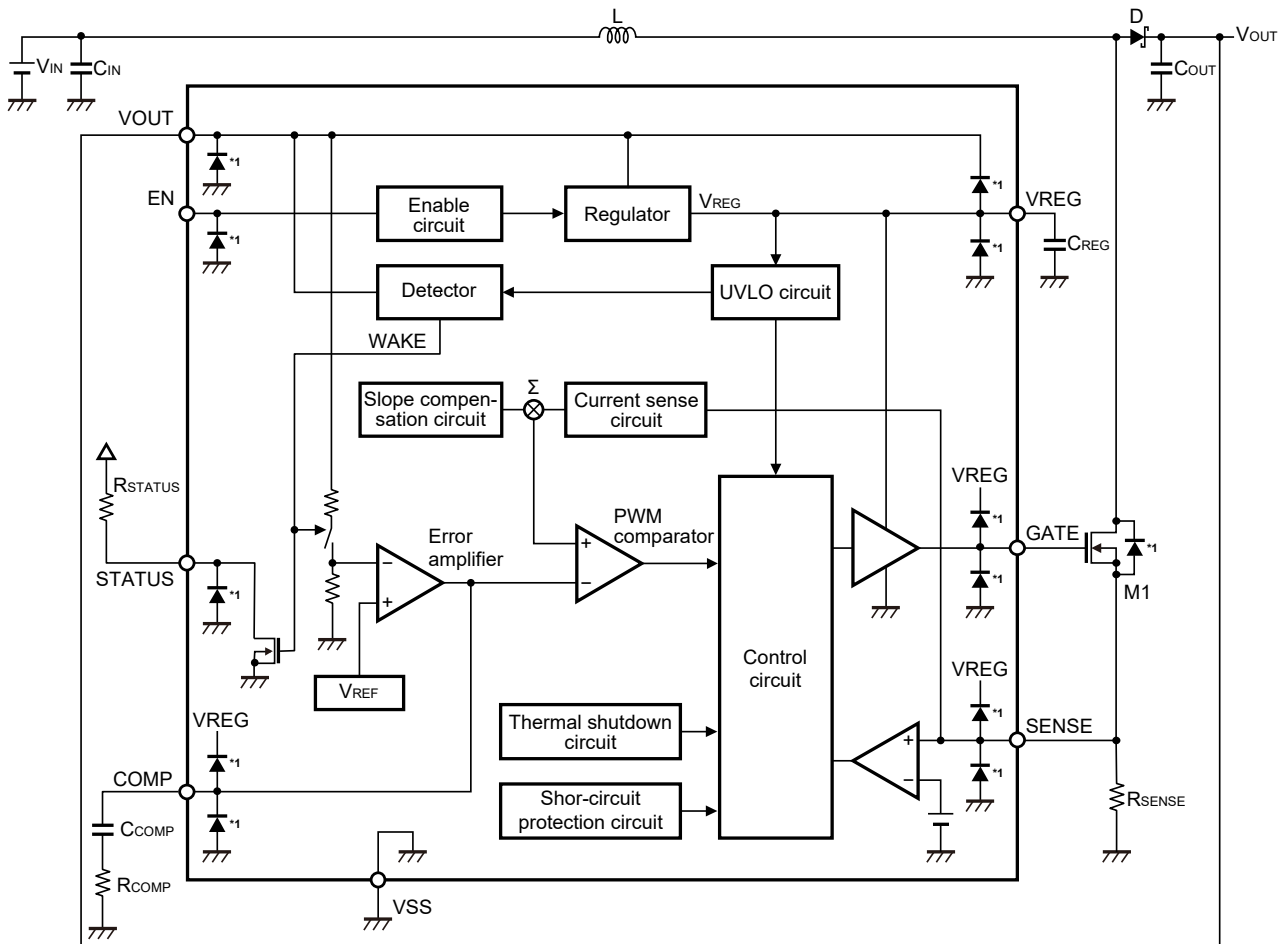 L
D
VOUT
VIN
CIN
COUT
VOUT
*1
*1
EN
Enable
circuit
Regulator
VREG
VREG
*1
*1
CREG
Detector
UVLO circuit
WAKE
Σ
Slope compen-
sation circuit
Current sense
circuit
RSTATUS
STATUS
*1
Error
amplifier
−
+
VREF
PWM
comparator
+
−
Control
circuit
VREG
*1
GATE
*1
*1
M1
VREG
*1
SENSE
*1
+
−
RSENSE
Thermal shutdown
circuit
Shor-circuit
protection circuit
VREG
*1
COMP
*1
CCOMP
RCOMP
VSS